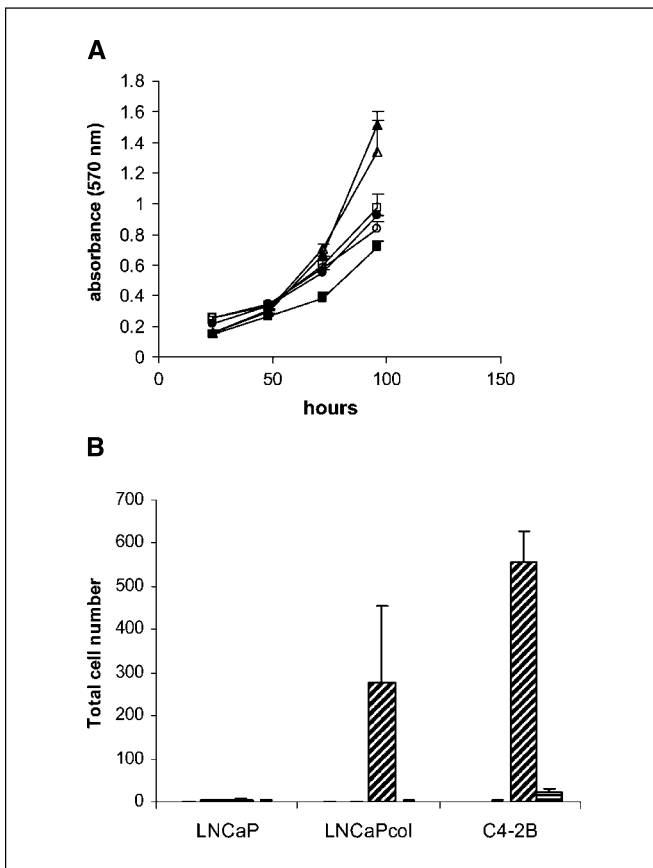 A
1.8
1.6
1.4
1.2
1
0.8
0.6
0.4
0.2
0
absorbance (570 nm)
0 50 100 150
hours
B
700
600
500
400
300
200
100
0
Total cell number
LNCaP LNCaPcol C4-2B